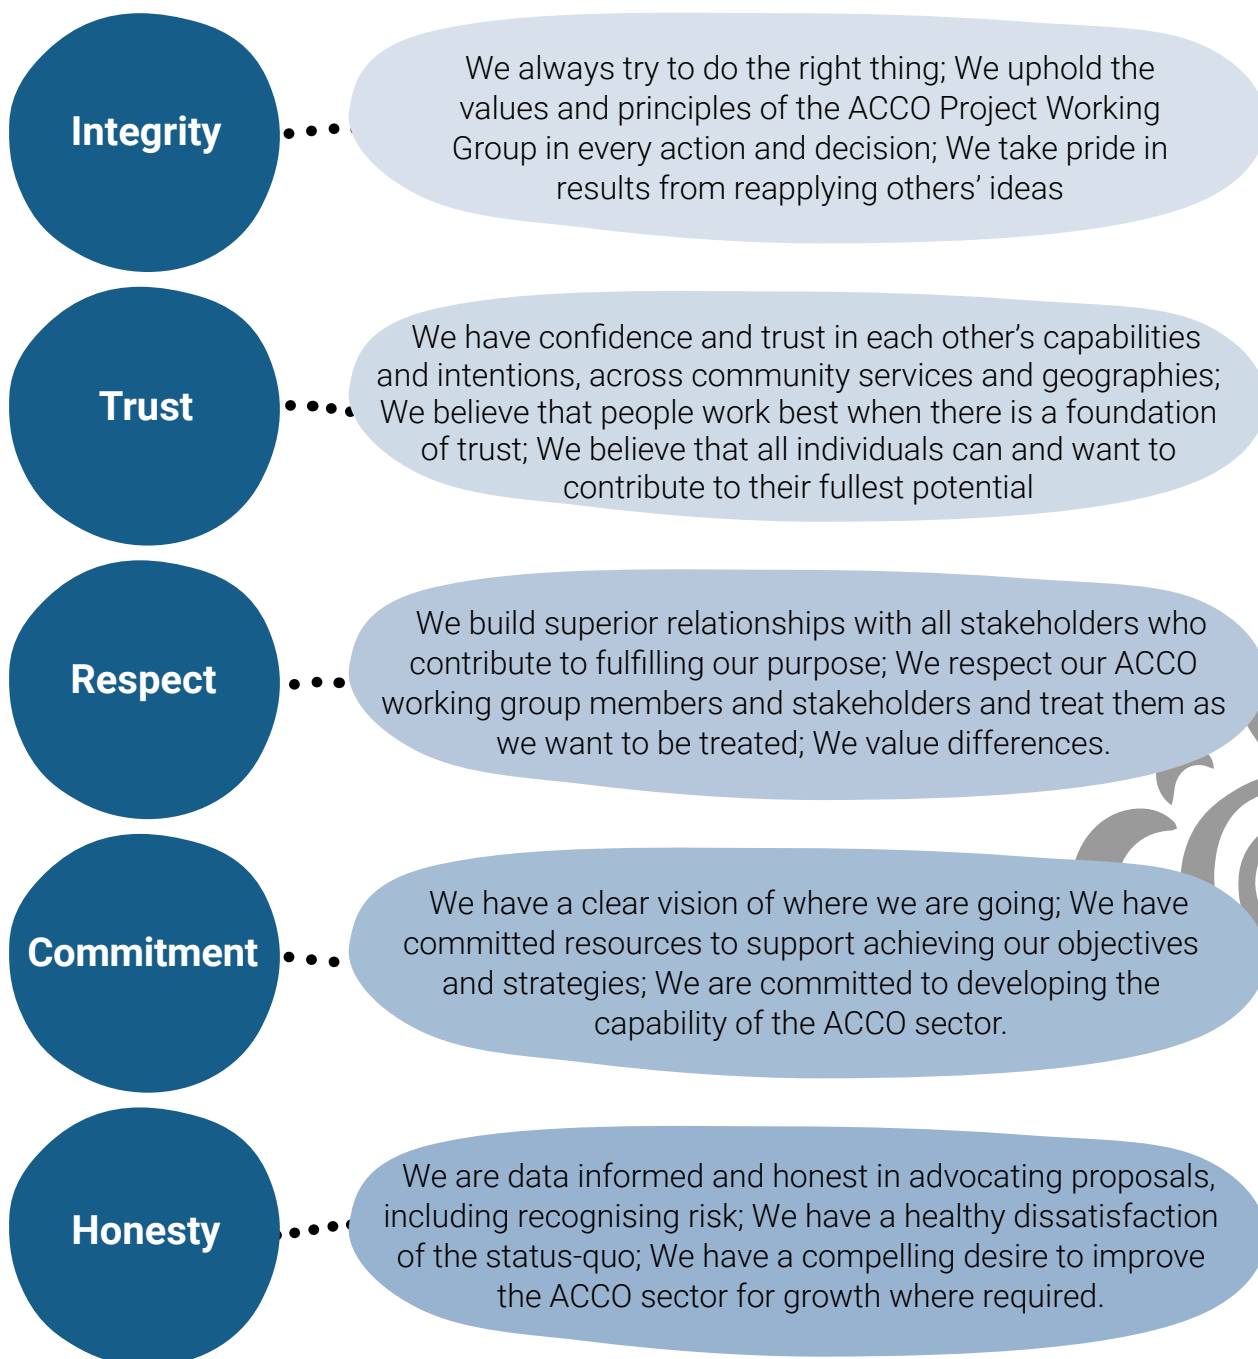 Integrity
We always try to do the right thing; We uphold the
values and principles of the ACCO Project Working
Group in every action and decision; We take pride in
results from reapplying others’ ideas
Trust
We have confidence and trust in each other’s capabilities
and intentions, across community services and geographies;
We believe that people work best when there is a foundation
of trust; We believe that all individuals can and want to
contribute to their fullest potential
Respect
We build superior relationships with all stakeholders who
contribute to fulfilling our purpose; We respect our ACCO
working group members and stakeholders and treat them as
we want to be treated; We value differences.
Commitment
We have a clear vision of where we are going; We have
committed resources to support achieving our objectives
and strategies; We are committed to developing the
capability of the ACCO sector.
Honesty
We are data informed and honest in advocating proposals,
including recognising risk; We have a healthy dissatisfaction
of the status-quo; We have a compelling desire to improve
the ACCO sector for growth where required.